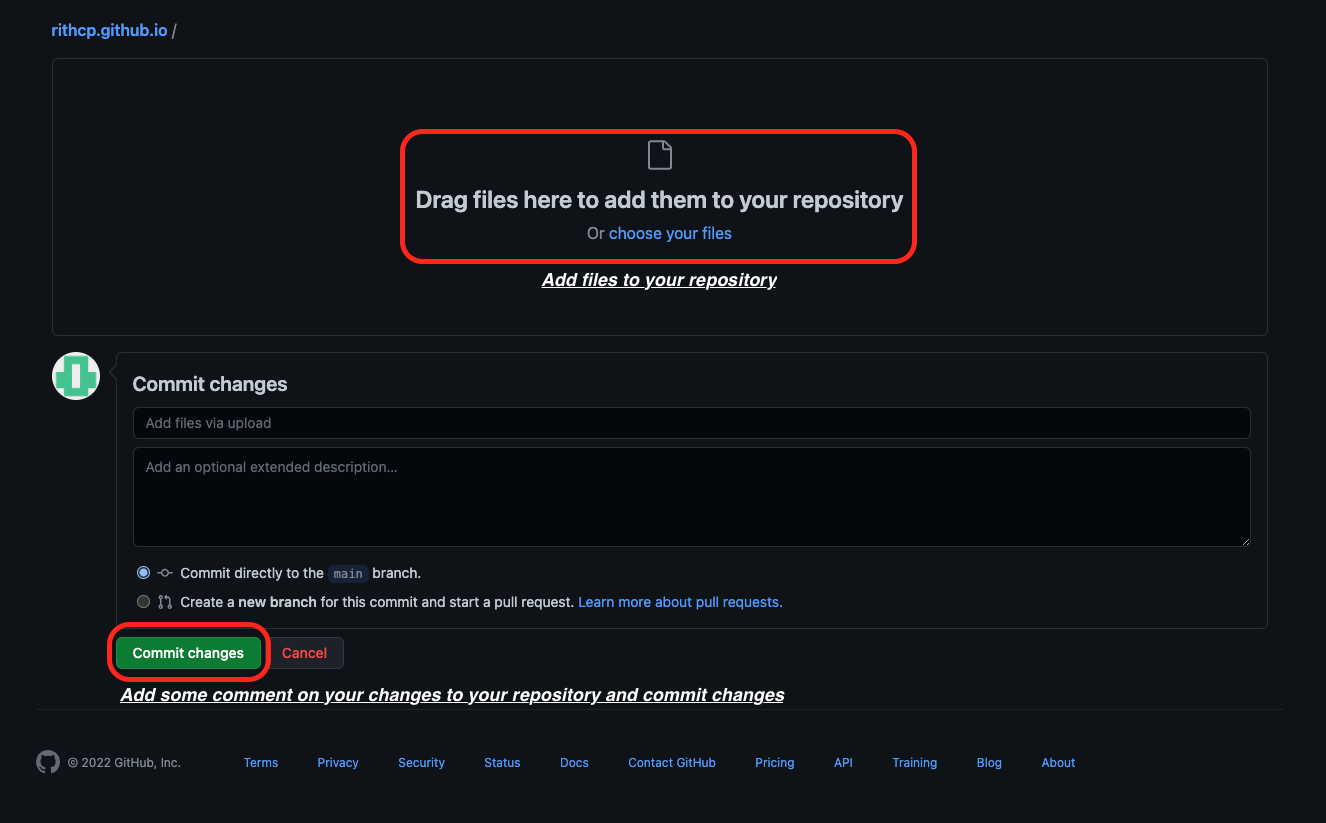 rithcp.github.io /
Drag files here to add them to your repository
Or choose your files
Add files to your repository
Commit changes
Add files via upload
Add an optional extended description...
Commit directly to the main branch.
Create a new branch for this commit and start a pull request. Learn more about pull requests.
Commit changes Cancel
Add some comment on your changes to your repository and commit changes
© 2022 GitHub, Inc. Terms Privacy Security Status Docs Contact GitHub Pricing API Training Blog About